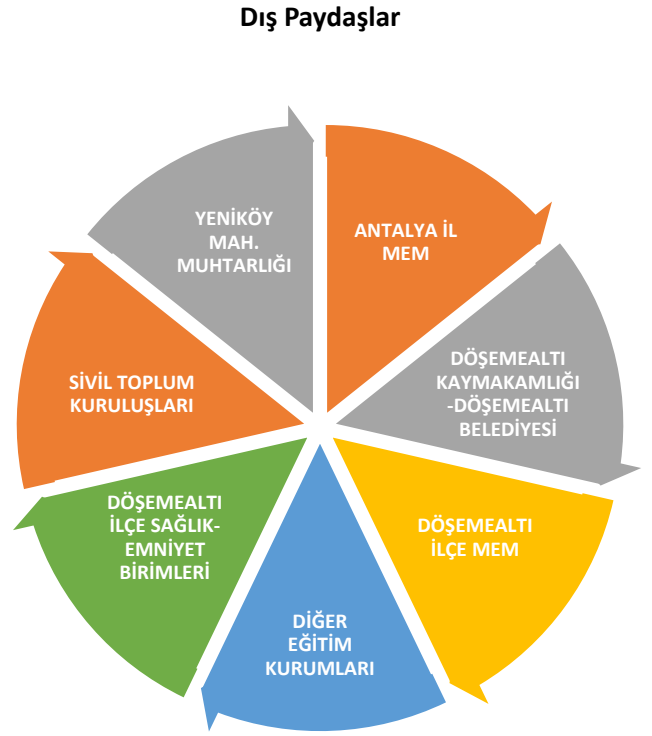 Dış Paydaşlar
ANTALYA İL
MEM
DÖŞEMEALTI
KAYMAKAMLIĞI
-DÖŞEMEALTI
BELEDİYESİ
DÖŞEMEALTI
İLÇE MEM
DİĞER
EĞİTİM
KURUMLARI
DÖŞEMEALTI
İLÇE SAĞLIK-
EMNİYET
BİRİMLERİ
SİVİL TOPLUM
KURULUŞLARI
YENİKÖY
MAH.
MUHTARLIĞI